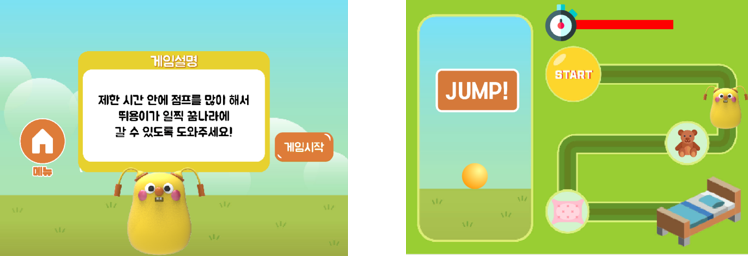 게임설명
제한 시간 안에 점프를 많이 해서
뛰용이가 일찍 꿈나라에
갈 수 있도록 도와주세요!
메뉴
게임시작
JUMP!
START